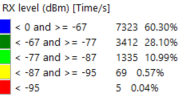 RX level (dBm) [Time/s]
< 0 and >= -67 7323 60.30%
< -67 and >= -77 3412 28.10%
< -77 and >= -87 1335 10.99%
< -87 and >= -95 69 0.57%
< -95 5 0.04%